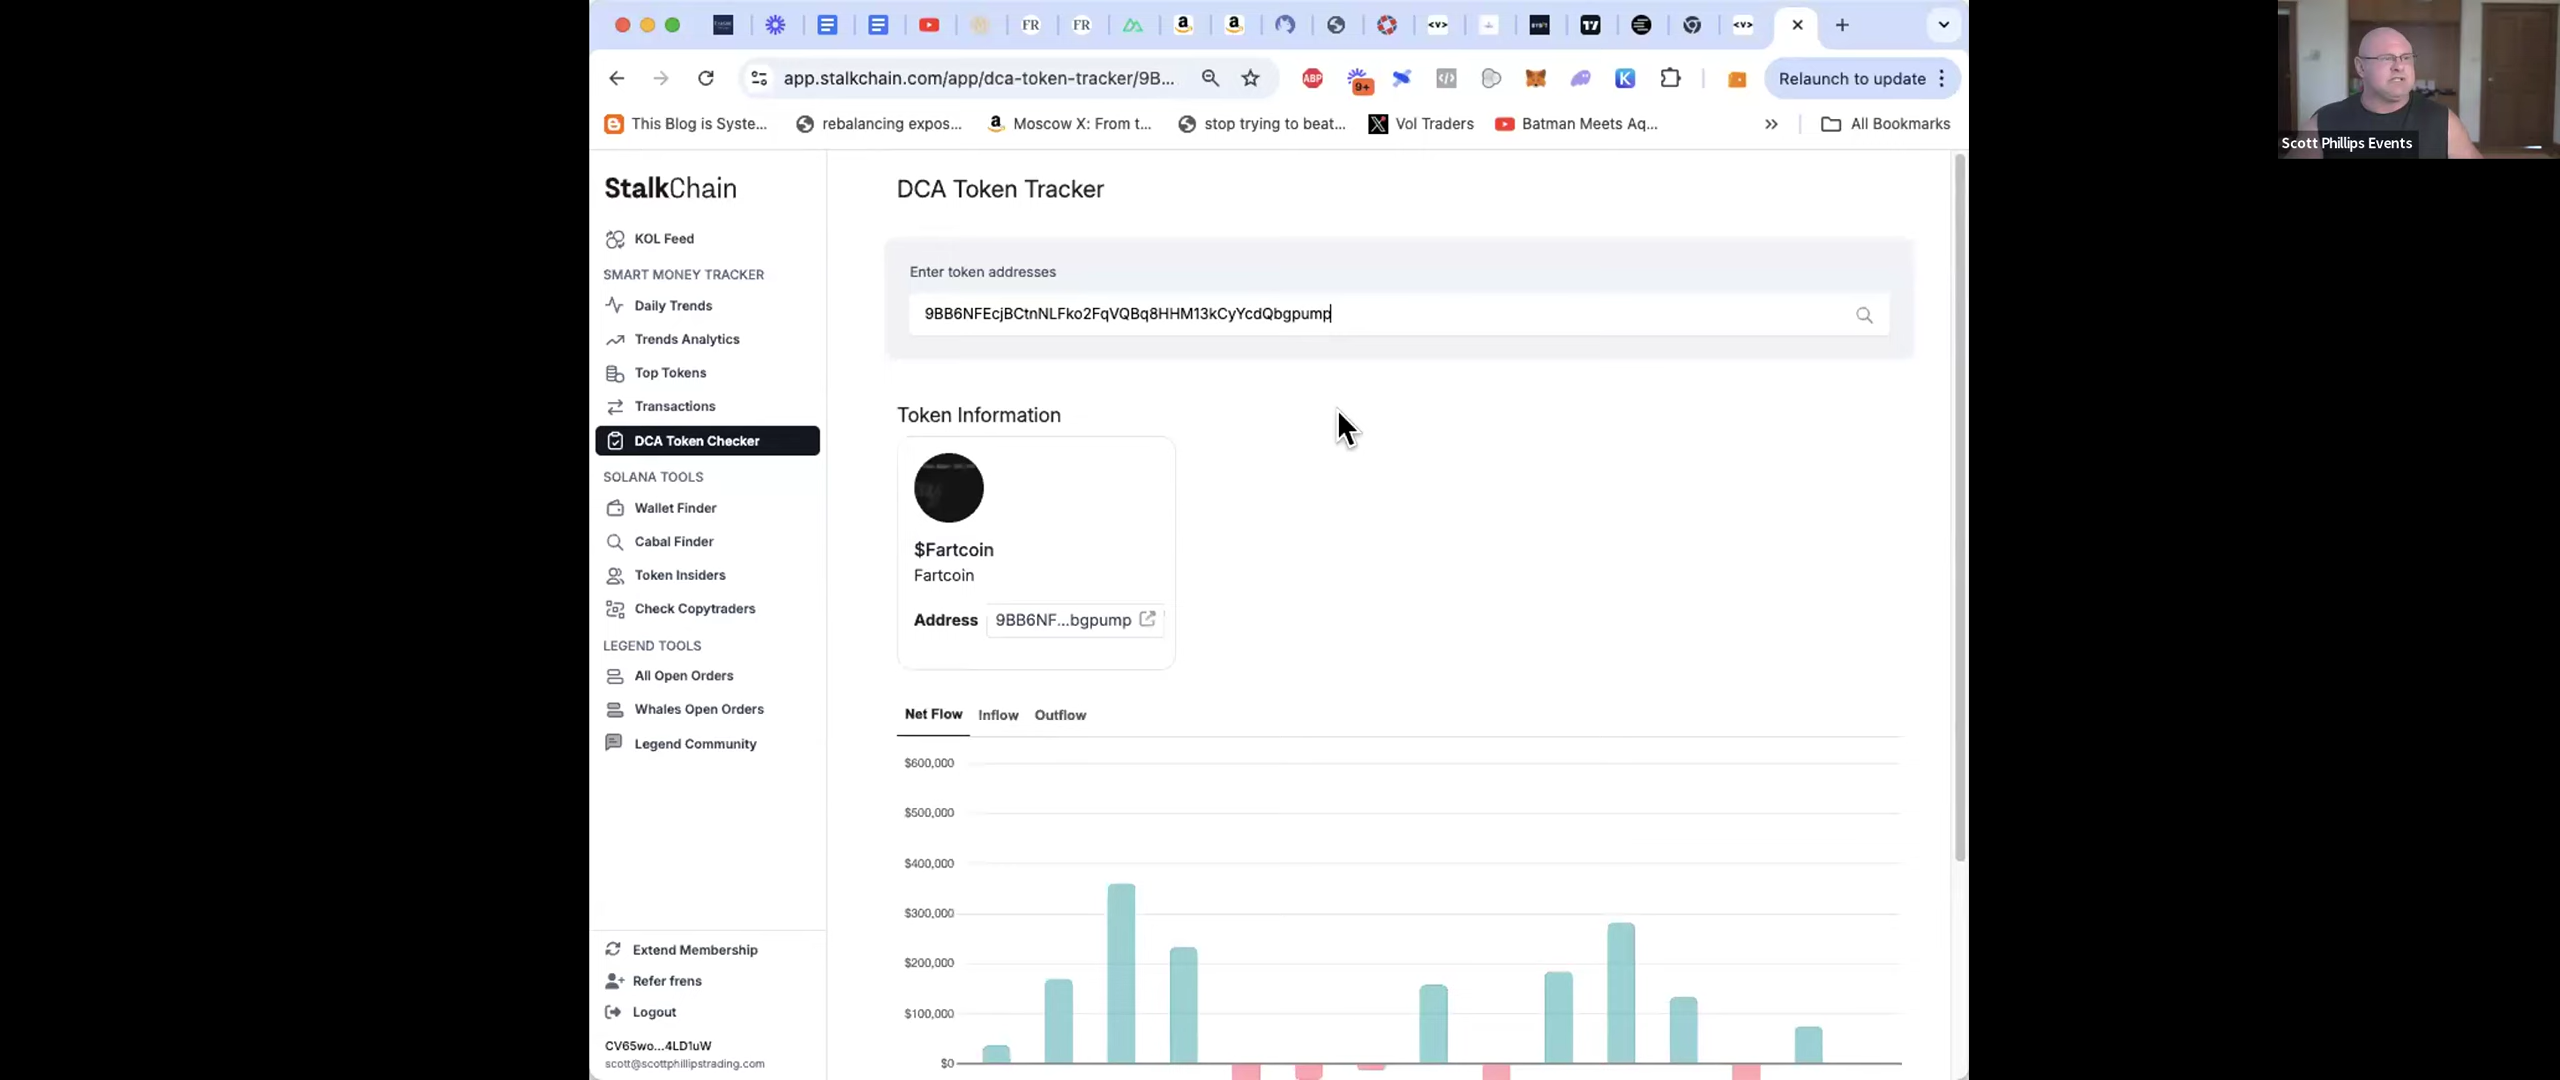 FR
FR
<v>
<v>
app.stalkchain.com/app/dca-token-tracker/9B...
ABP
9+
K
Relaunch to update
This Blog is Syste...
rebalancing expos...
Moscow X: From t...
stop trying to beat...
Vol Traders
Batman Meets Aq...
All Bookmarks
StalkChain
KOL Feed
SMART MONEY TRACKER
Daily Trends
Trends Analytics
Top Tokens
Transactions
DCA Token Checker
SOLANA TOOLS
Wallet Finder
Cabal Finder
Token Insiders
Check Copytraders
LEGEND TOOLS
All Open Orders
Whales Open Orders
Legend Community
Extend Membership
Refer frens
Logout
CV65wo...4LD1uW
scott@scottphillipstrading.com
DCA Token Tracker
Enter token addresses
9BB6NFEcjBCtnNLFko2FqVQBq8HHM13kCyYcdQbgpump
Token Information
$Fartcoin
Fartcoin
Address 9BB6NF...bgpump
Net Flow Inflow Outflow
$600,000
$500,000
$400,000
$300,000
$200,000
$100,000
$0
Scott Phillips Events